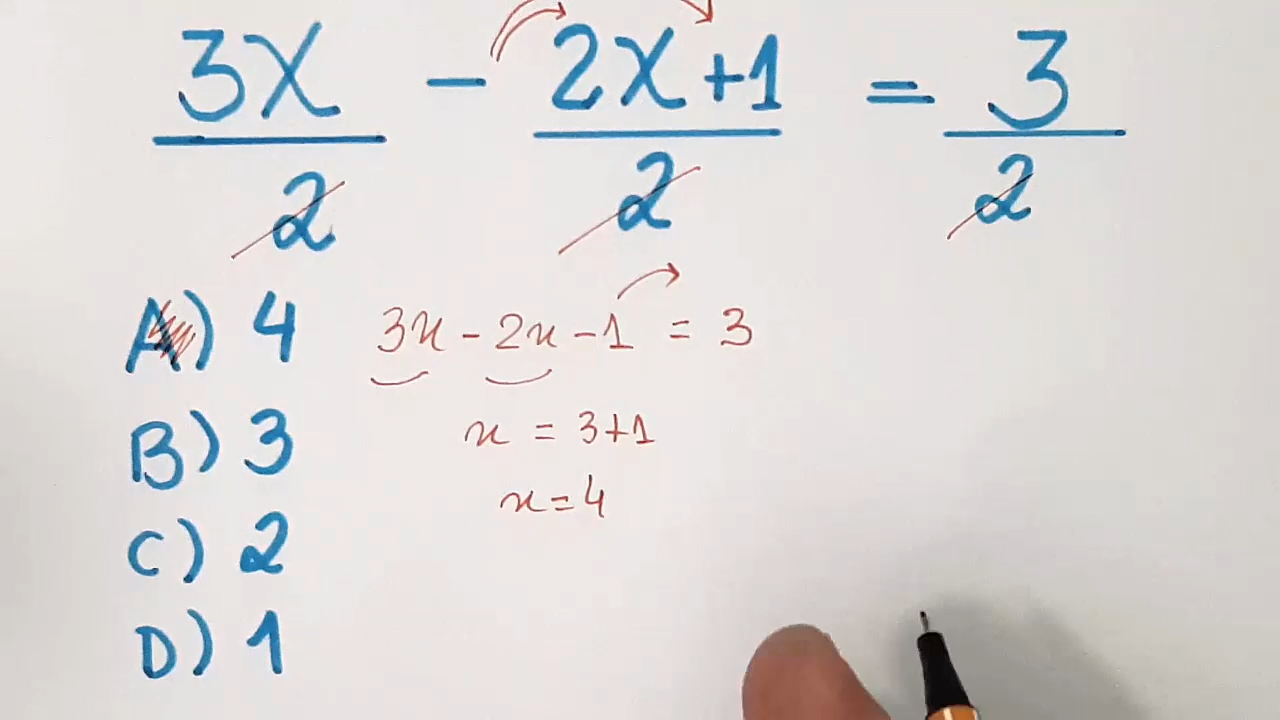 3x/2 - 2x+1/2 = 3/2
A) 4
3x - 2x - 1 = 3
B) 3
x = 3+1
x = 4
C) 2
D) 1